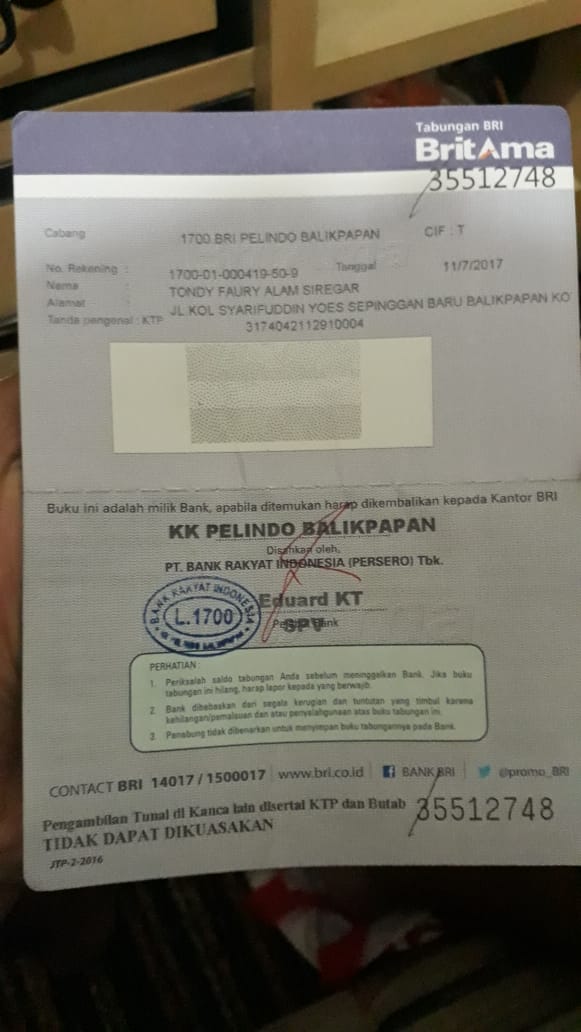 Tabungan BRI
BritAma
35512748
Cabang 1700 BRI PELINDO BALIKPAPAN CIF : T
No. Rekening : 1700-01-000419-50-9 Tanggal 11/7/2017
Nama : TONDY FAURY ALAM SIREGAR
Alamat : JL KOL SYARIFUDDIN YOES SEPINGGAN BARU BALIKPAPAN KO
Tanda pengenal : KTP 3174042112910004
Buku ini adalah milik Bank, apabila ditemukan harap dikembalikan kepada Kantor BRI
KK PELINDO BALIKPAPAN
Disahkan oleh,
PT. BANK RAKYAT INDONESIA (PERSERO) Tbk.
BANK RAKYAT INDONESIA
L.1700
Eduard KT
SPV
Bank
PERHATIAN :
1. Periksalah saldo tabungan Anda sebelum meninggalkan Bank. Jika buku
tabungan ini hilang, harap lapor kepada yang berwajib.
2. Bank dibebaskan dari segala kerugian dan tuntutan yang timbul karena
kehilangan/pemalsuan dan atau penyalahgunaan atas buku tabungan ini.
3. Penabung tidak dibenarkan untuk menyimpan buku tabungannya pada Bank.
CONTACT BRI 14017 / 1500017 | www.bri.co.id | BANK BRI | @promo_BRI
Pengambilan Tunai di Kanca lain disertai KTP dan Butab 35512748
TIDAK DAPAT DIKUASAKAN
JTP-2-2016